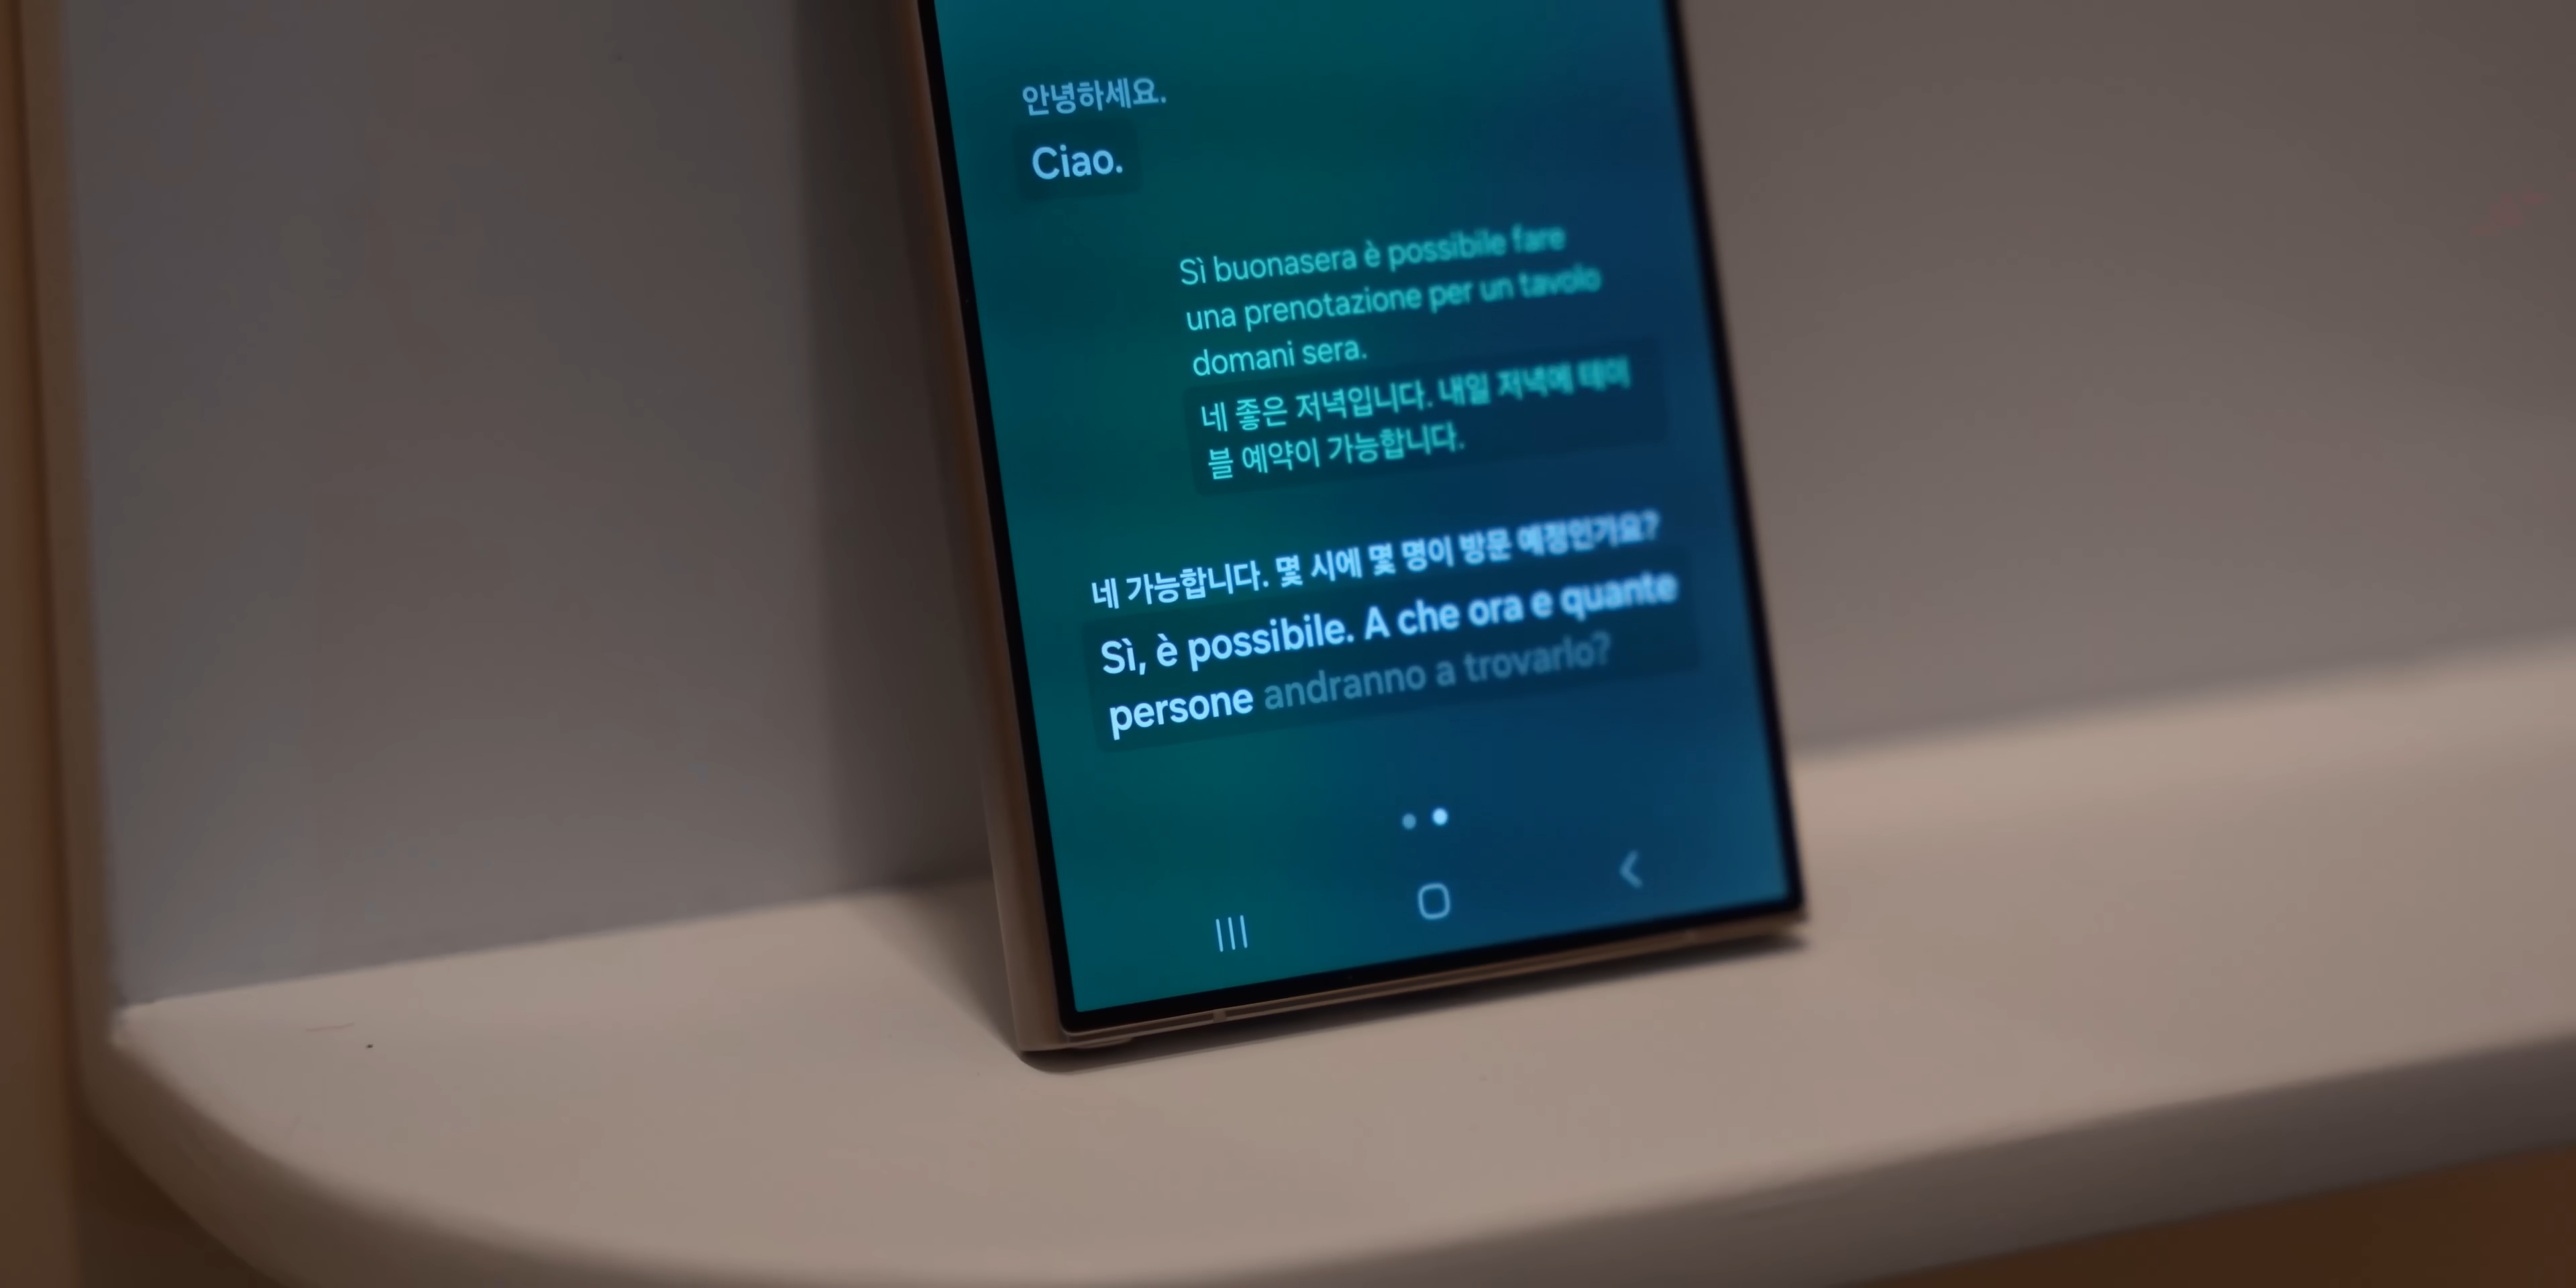 안녕하세요.
Ciao.
Sì buonasera è possibile fare
una prenotazione per un tavolo
domani sera.
네 좋은 저녁입니다. 내일 저녁에 테이
블 예약이 가능합니다.
네 가능합니다. 몇 시에 몇 명이 방문 예정인가요?
Sì, è possibile. A che ora e quante
persone andranno a trovarlo?